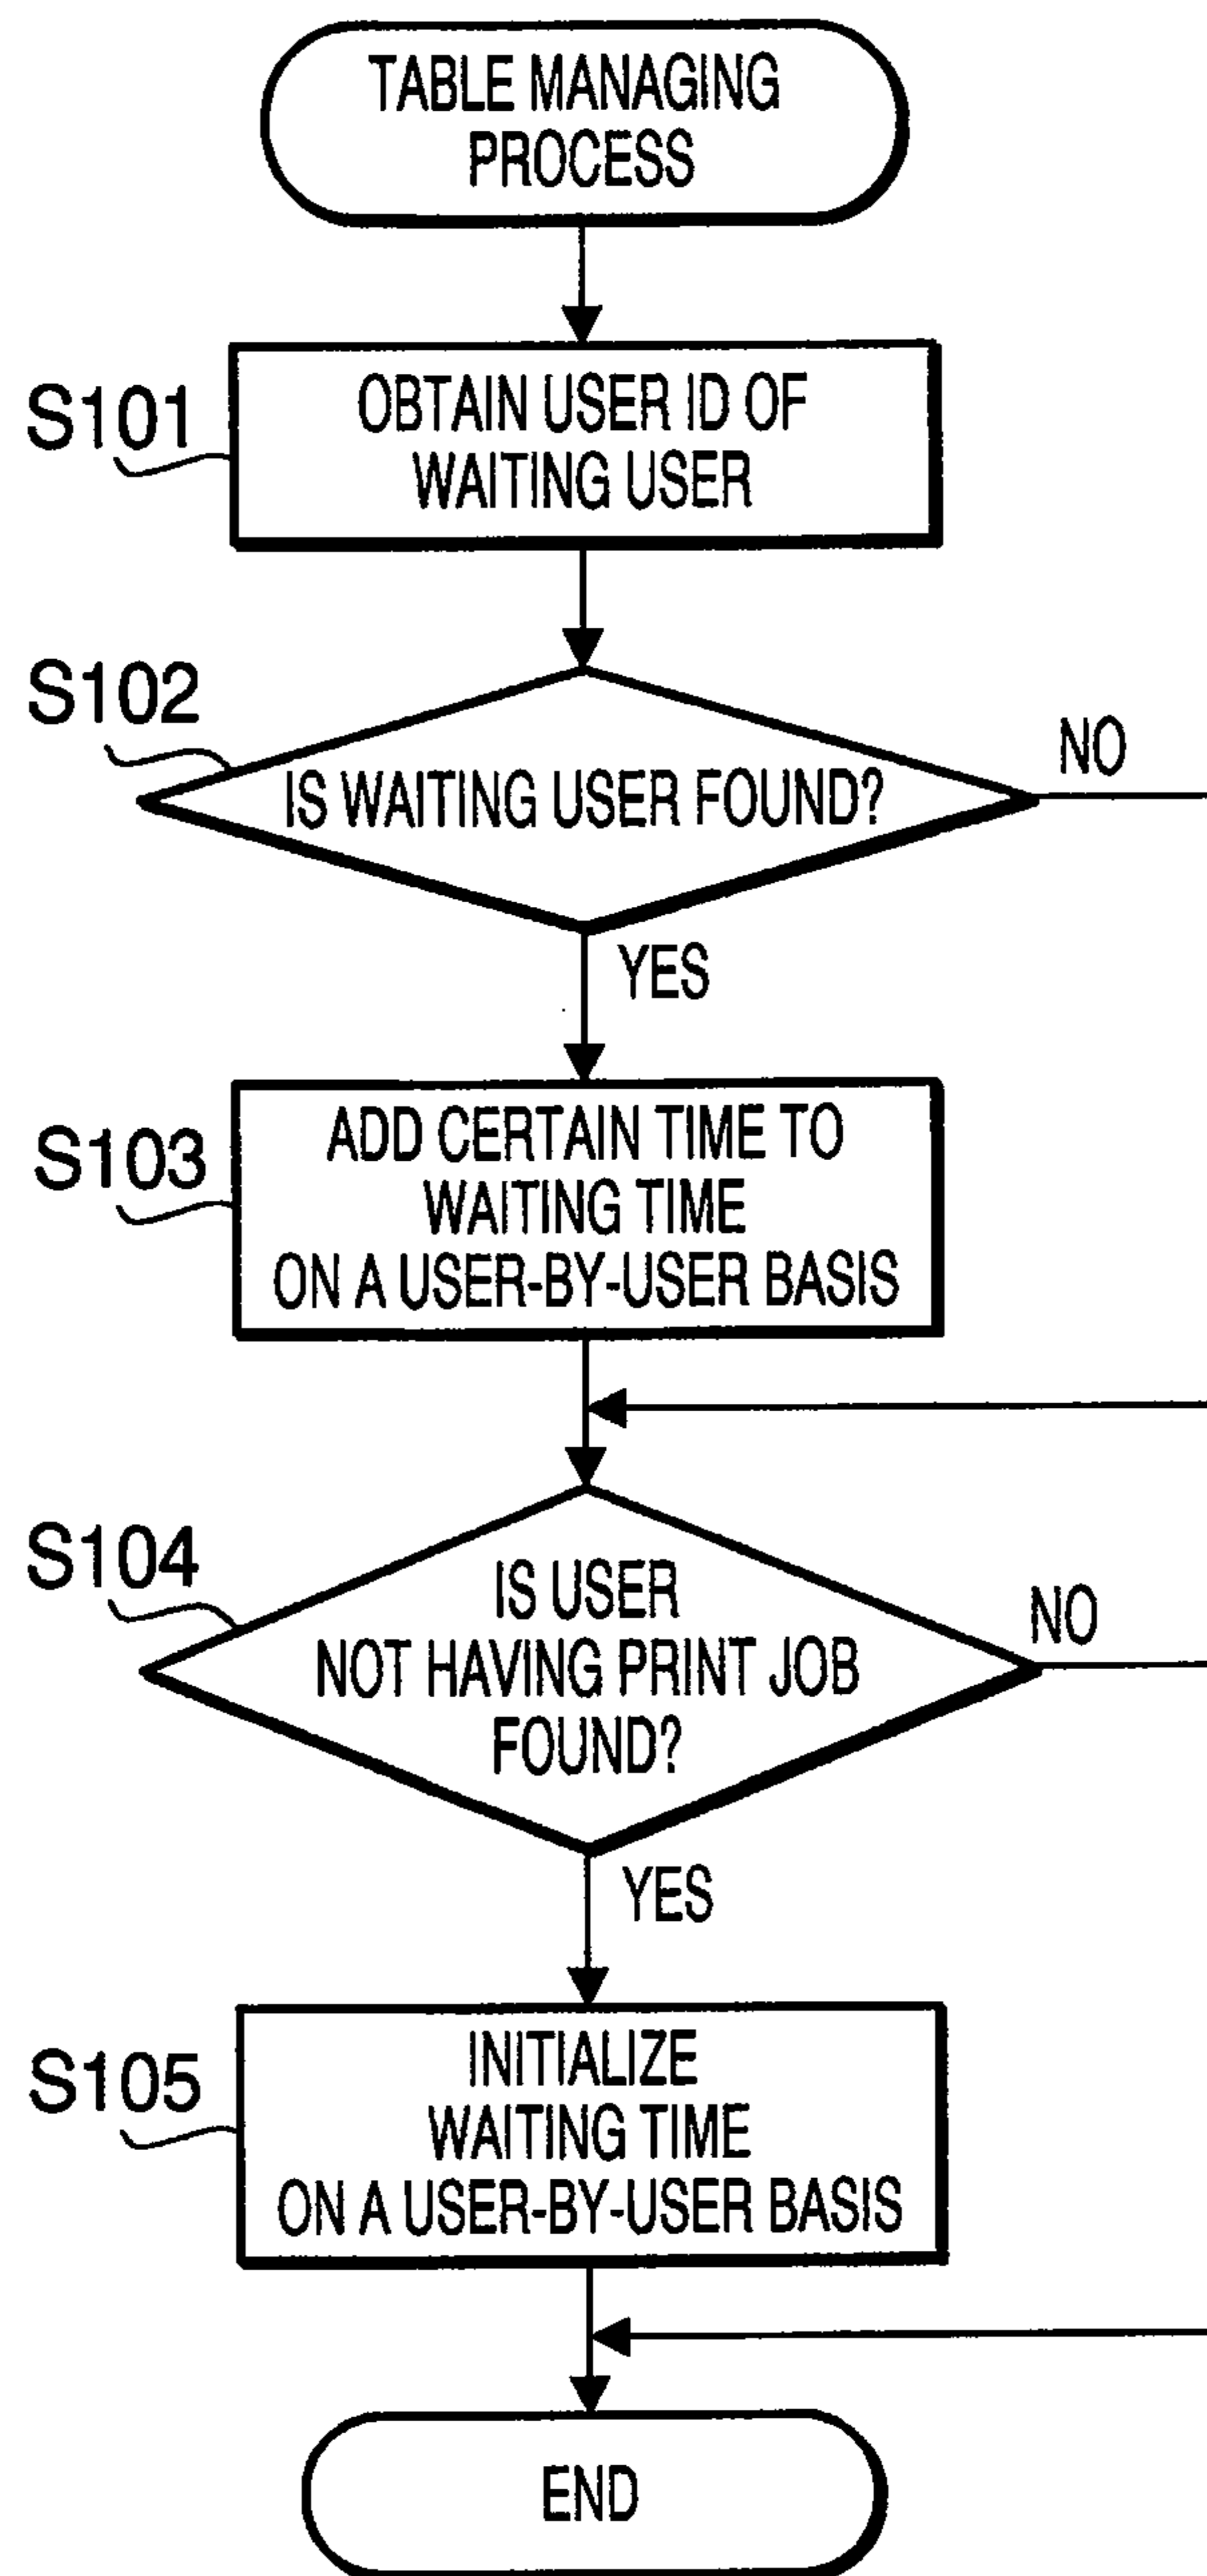 TABLE MANAGING
PROCESS
S101
OBTAIN USER ID OF
WAITING USER
S102
IS WAITING USER FOUND?
NO
YES
S103
ADD CERTAIN TIME TO
WAITING TIME
ON A USER-BY-USER BASIS
S104
IS USER
NOT HAVING PRINT JOB
FOUND?
NO
YES
S105
INITIALIZE
WAITING TIME
ON A USER-BY-USER BASIS
END